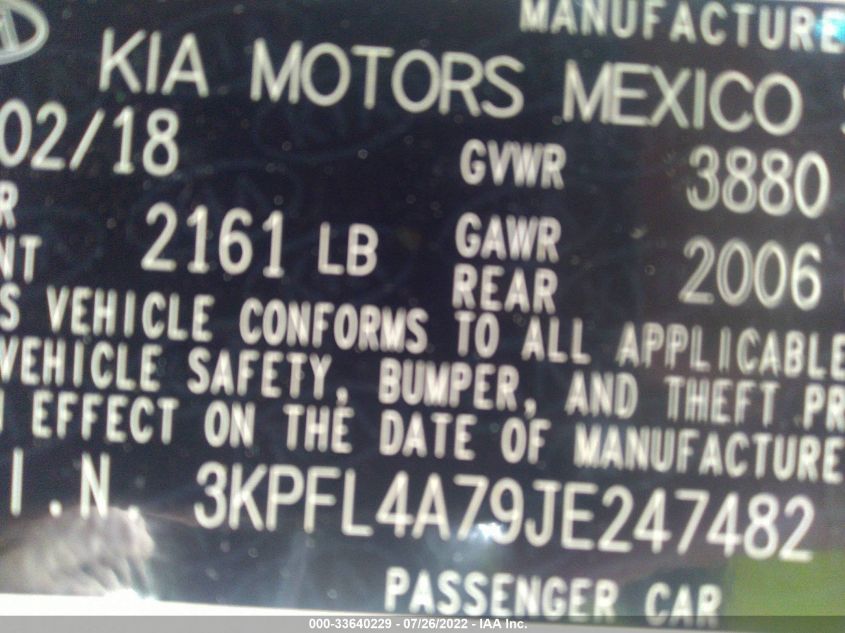 MANUFACTURE
KIA MOTORS MEXICO
02/18 GVWR 3880
R
NT 2161 LB GAWR REAR 2006
S VEHICLE CONFORMS TO ALL APPLICABLE
VEHICLE SAFETY, BUMPER, AND THEFT PR
N EFFECT ON THE DATE OF MANUFACTURE
I.N. 3KPFL4A79JE247482
PASSENGER CAR
000-33640229 - 07/26/2022 - IAA Inc.